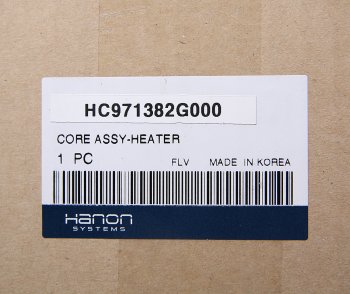 HC971382G000
CORE ASSY-HEATER
1 PC FLV MADE IN KOREA
Hanon
SYSTEMS